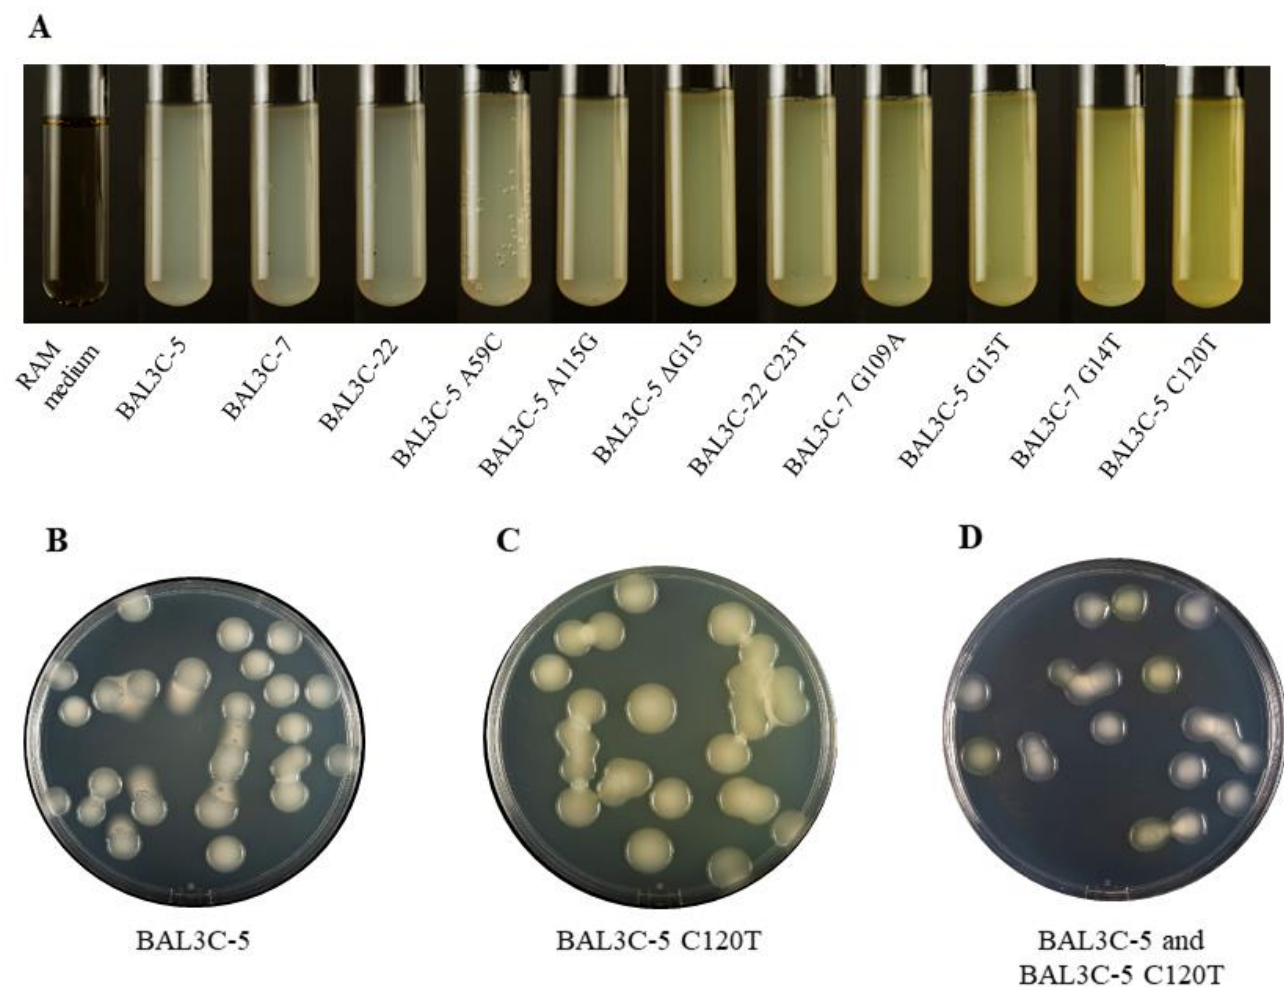 A
RAM
medium
BAL3C-5
BAL3C-7
BAL3C-22
BAL3C-5 A59C
BAL3C-5 A115G
BAL3C-5 ΔG15
BAL3C-22 C23T
BAL3C-7 G109A
BAL3C-5 G15T
BAL3C-7 G14T
BAL3C-5 C120T
B
C
D
BAL3C-5
BAL3C-5 C120T
BAL3C-5 and
BAL3C-5 C120T